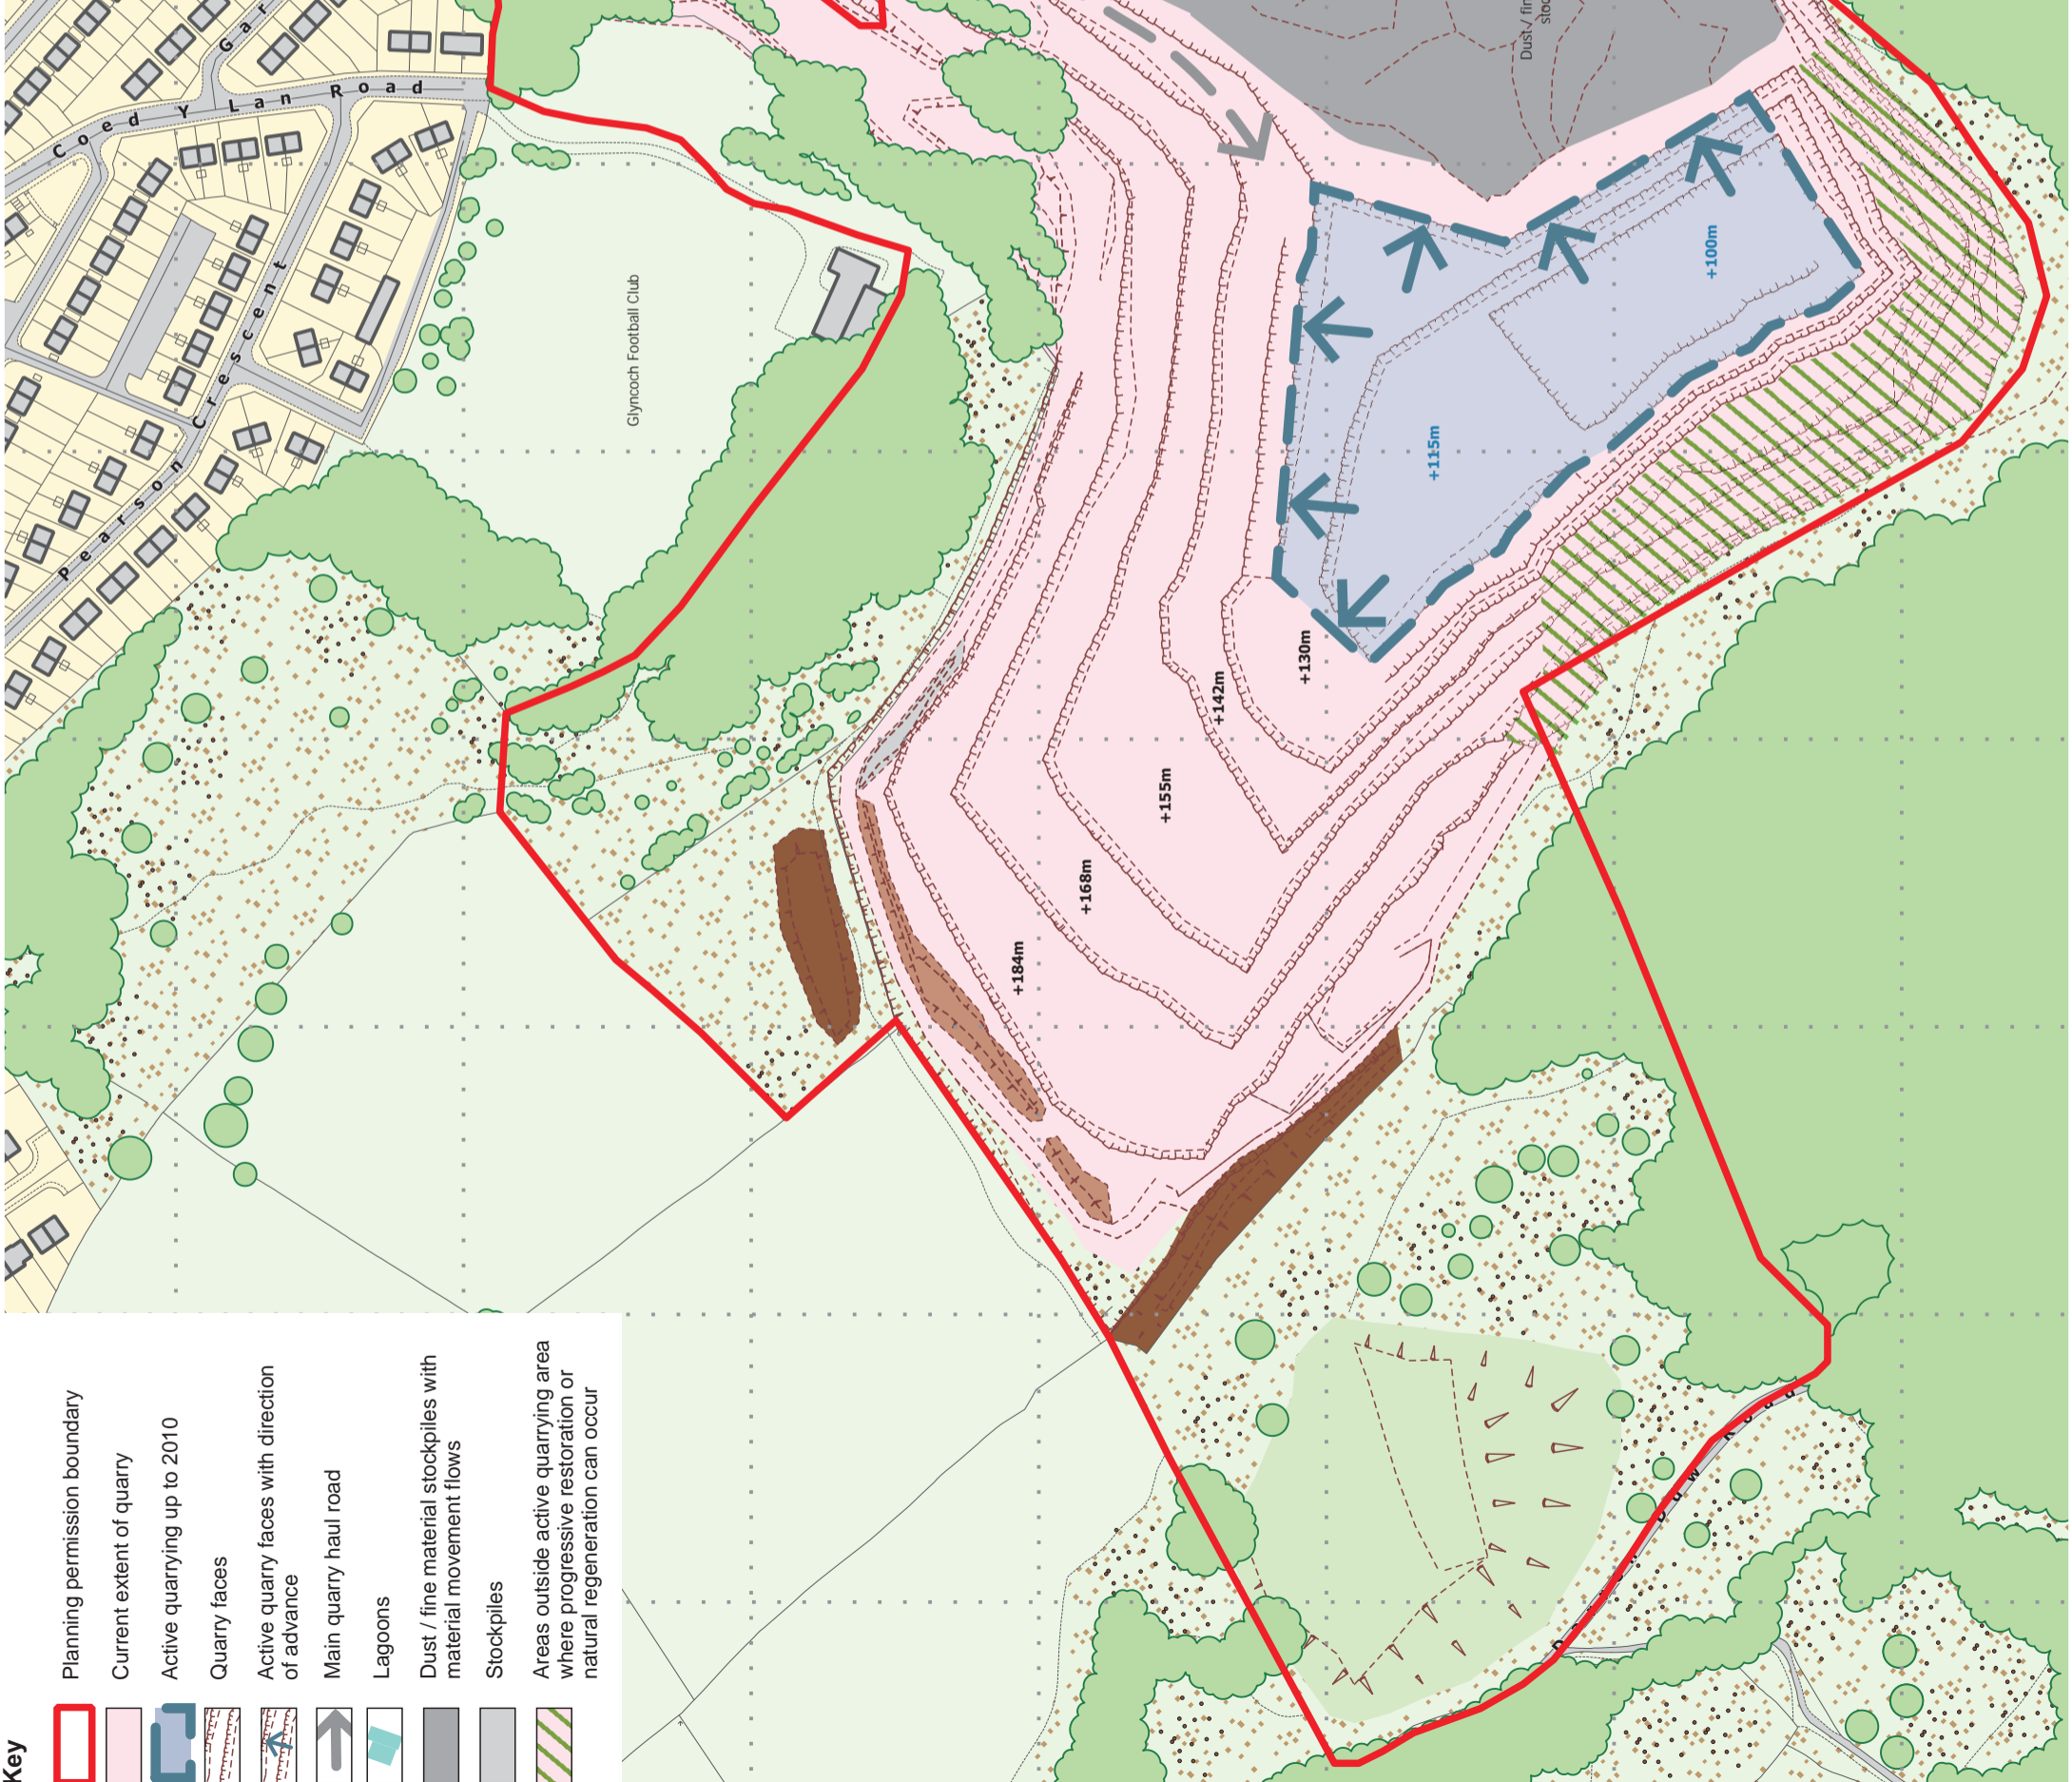 Key
Planning permission boundary
Current extent of quarry
Active quarrying up to 2010
Quarry faces
Active quarry faces with direction
of advance
Main quarry haul road
Lagoons
Dust / fine material stockpiles with
material movement flows
Stockpiles
Areas outside active quarrying area
where progressive restoration or
natural regeneration can occur
Coed Y Lan Road
Pearson Crescent
Glyncoch Football Club
+184m
+168m
+155m
+142m
+130m
+115m
+100m